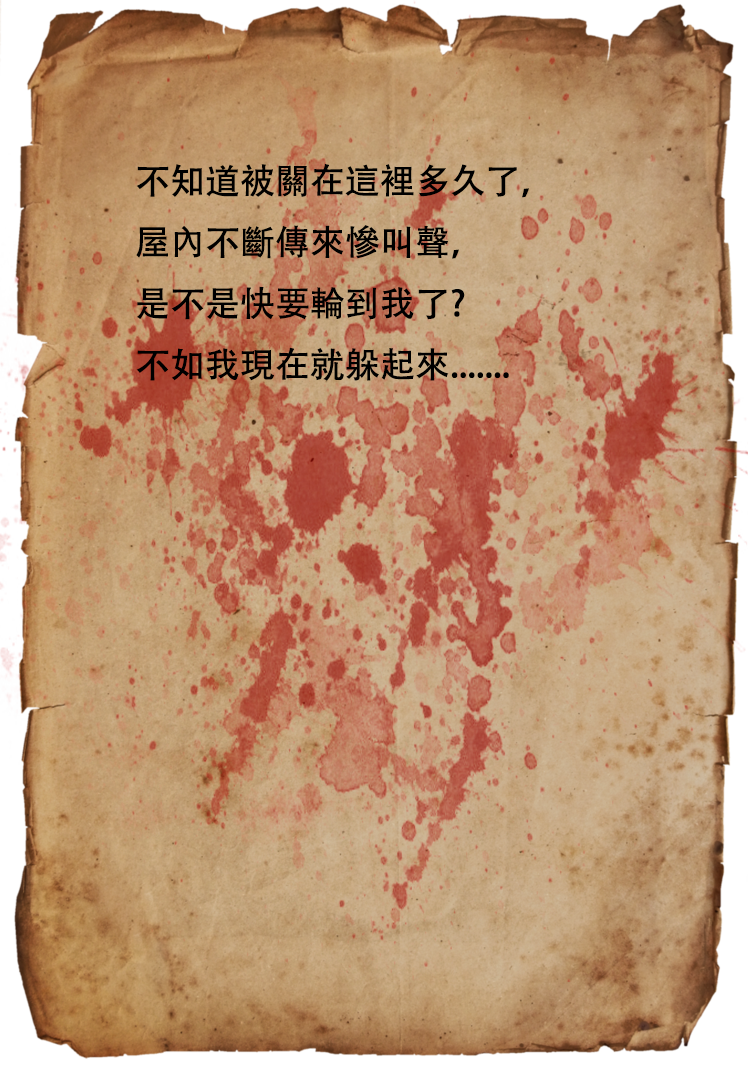 不知道被關在這裡多久了,
屋內不斷傳來慘叫聲,
是不是快要輪到我了?
不如我現在就躲起來.......